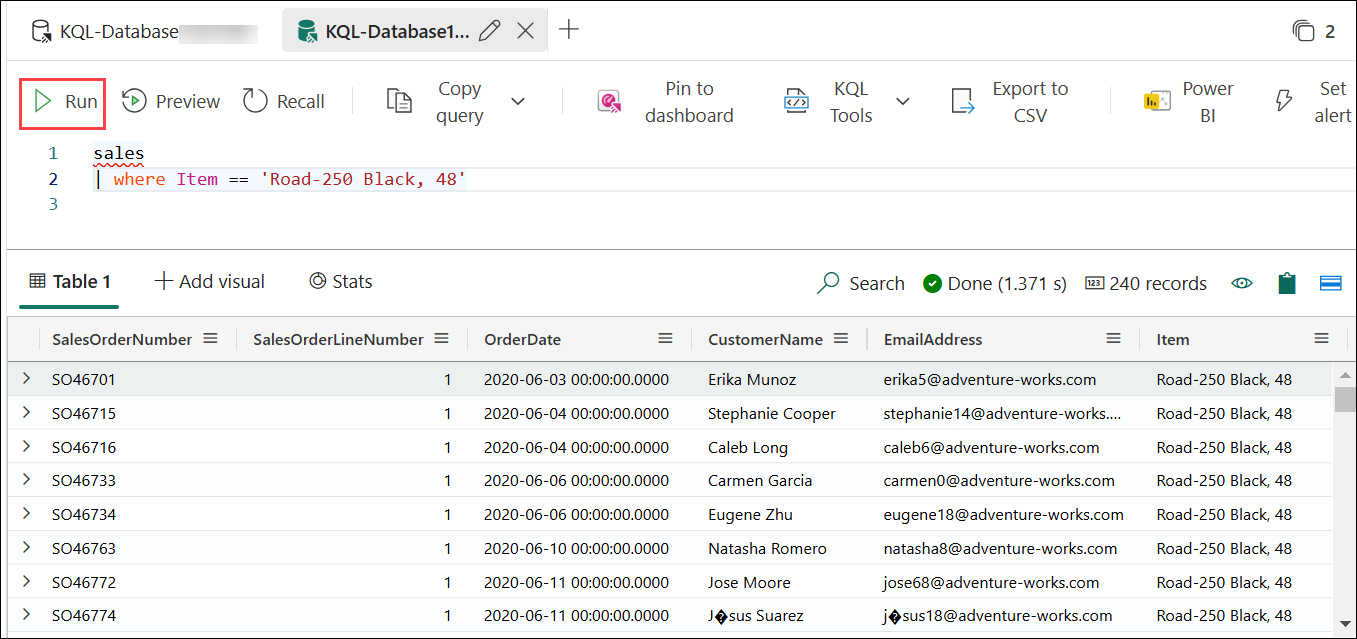 KQL-Database
KQL-Database1...
2
Run
Preview
Recall
Copy query
Pin to dashboard
KQL Tools
Export to CSV
Power BI
Set alert
1 sales
2 | where Item == 'Road-250 Black, 48'
3
Table 1
Add visual
Stats
Search
Done (1.371 s)
123
240 records
SalesOrderNumber SalesOrderLineNumber OrderDate CustomerName EmailAddress Item
SO46701 1 2020-06-03 00:00:00.0000 Erika Munoz erika5@adventure-works.com Road-250 Black, 48
SO46715 1 2020-06-04 00:00:00.0000 Stephanie Cooper stephanie14@adventure-works.... Road-250 Black, 48
SO46716 1 2020-06-04 00:00:00.0000 Caleb Long caleb6@adventure-works.com Road-250 Black, 48
SO46733 1 2020-06-06 00:00:00.0000 Carmen Garcia carmen0@adventure-works.com Road-250 Black, 48
SO46734 1 2020-06-06 00:00:00.0000 Eugene Zhu eugene18@adventure-works.com Road-250 Black, 48
SO46763 1 2020-06-10 00:00:00.0000 Natasha Romero natasha8@adventure-works.com Road-250 Black, 48
SO46772 1 2020-06-11 00:00:00.0000 Jose Moore jose68@adventure-works.com Road-250 Black, 48
SO46774 1 2020-06-11 00:00:00.0000 J�sus Suarez j�sus18@adventure-works.com Road-250 Black, 48